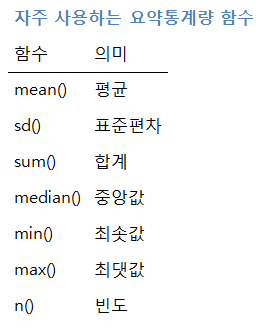 자주 사용하는 요약통계량 함수
함수 의미
mean() 평균
sd() 표준편차
sum() 합계
median() 중앙값
min() 최솟값
max() 최댓값
n() 빈도